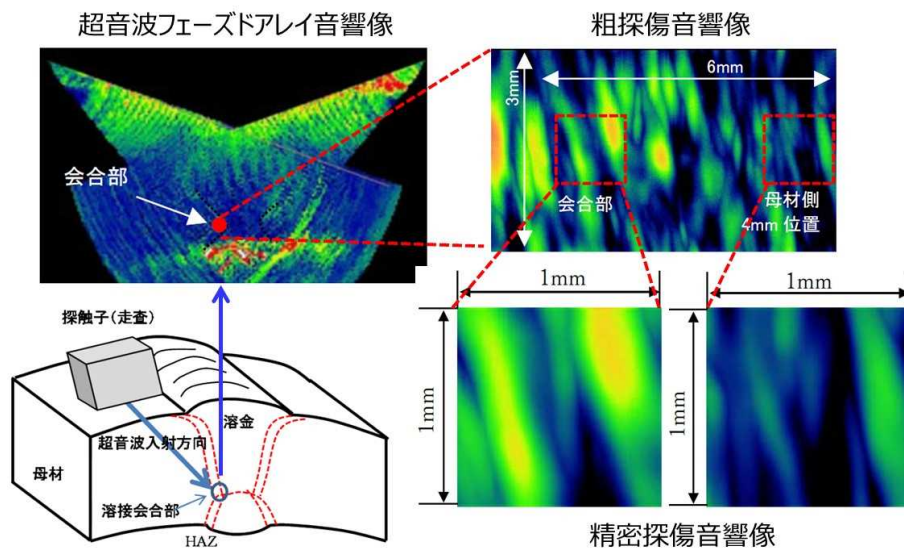 超音波フェーズドアレイ音響像
粗探傷音響像
会合部
3mm
6mm
会合部
母材側
4mm 位置
探触子(走査)
溶金
超音波入射方向
母材
溶接会合部
HAZ
1mm
1mm
1mm
1mm
精密探傷音響像